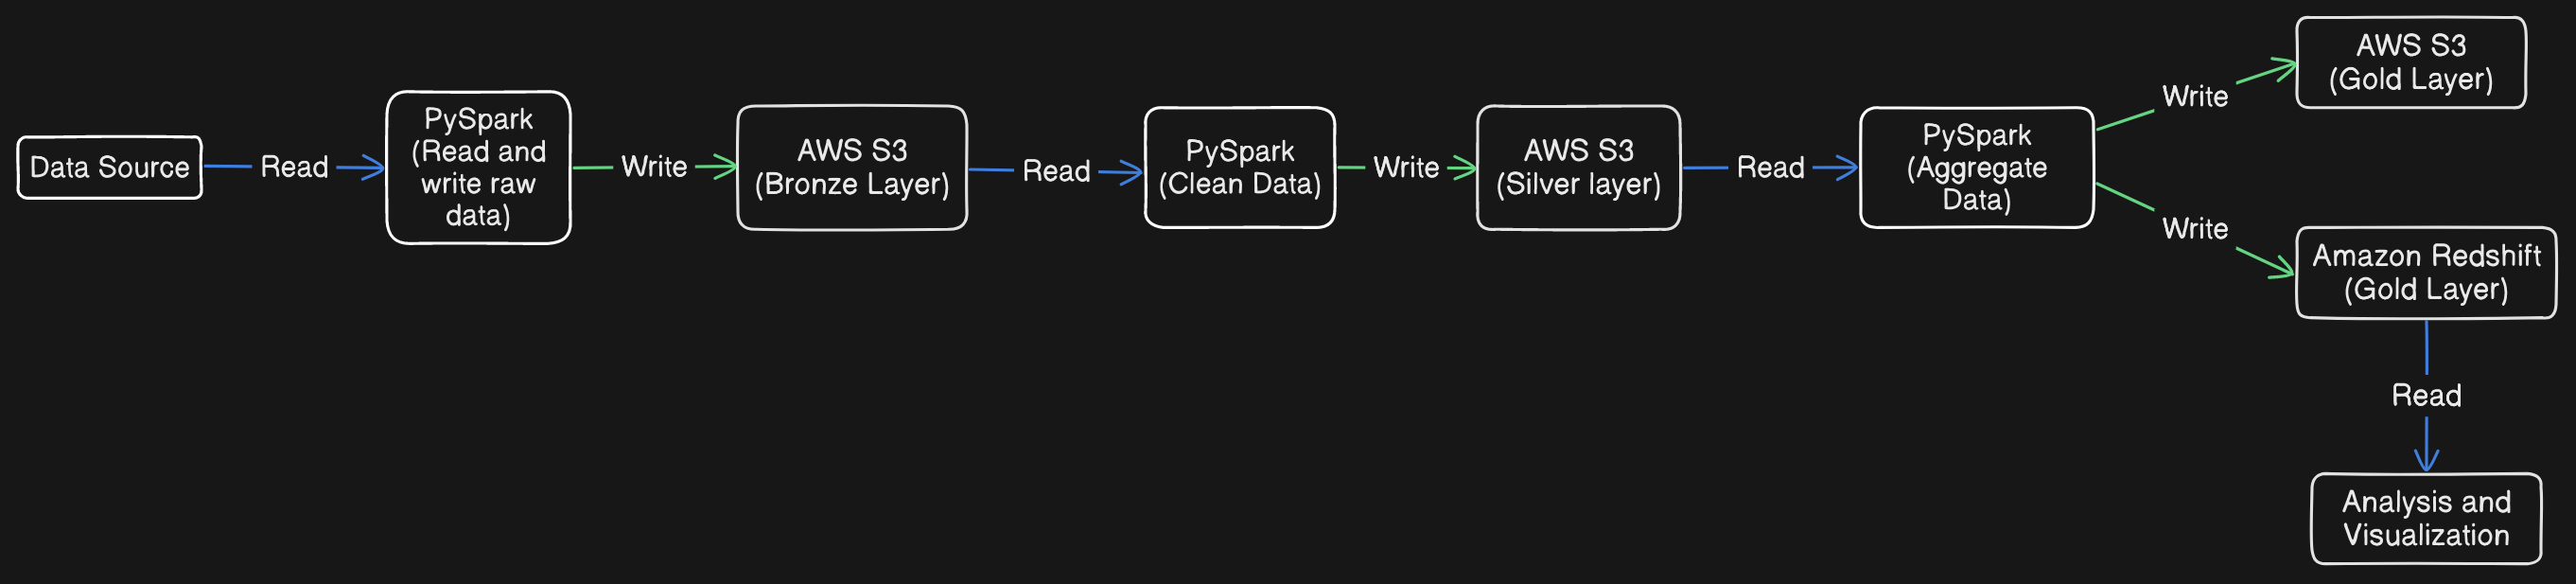 Data Source
Read
PySpark
(Read and
write raw
data)
Write
AWS S3
(Bronze Layer)
Read
PySpark
(Clean Data)
Write
AWS S3
(Silver layer)
Read
PySpark
(Aggregate
Data)
Write
AWS S3
(Gold Layer)
Write
Amazon Redshift
(Gold Layer)
Read
Analysis and
Visualization